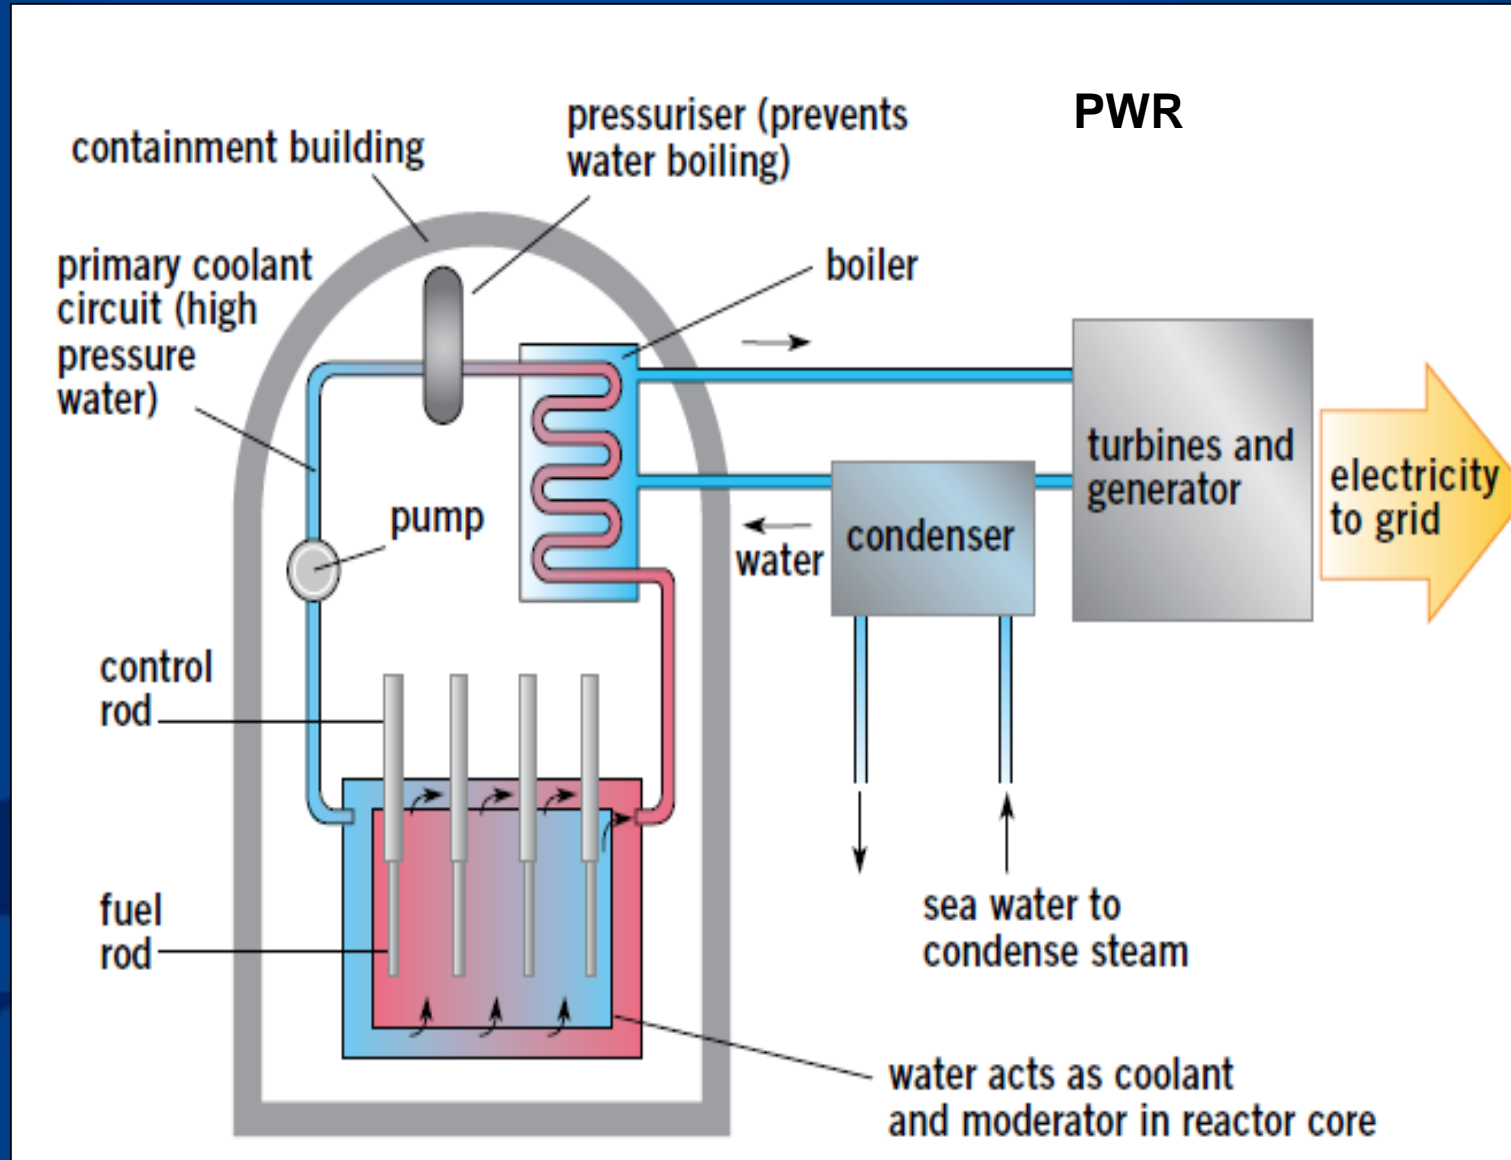 PWR
containment building
pressuriser (prevents
water boiling)
primary coolant
circuit (high
pressure
water)
boiler
pump
turbines and
generator
electricity
to grid
condenser
water
control
rod
fuel
rod
sea water to
condense steam
water acts as coolant
and moderator in reactor core